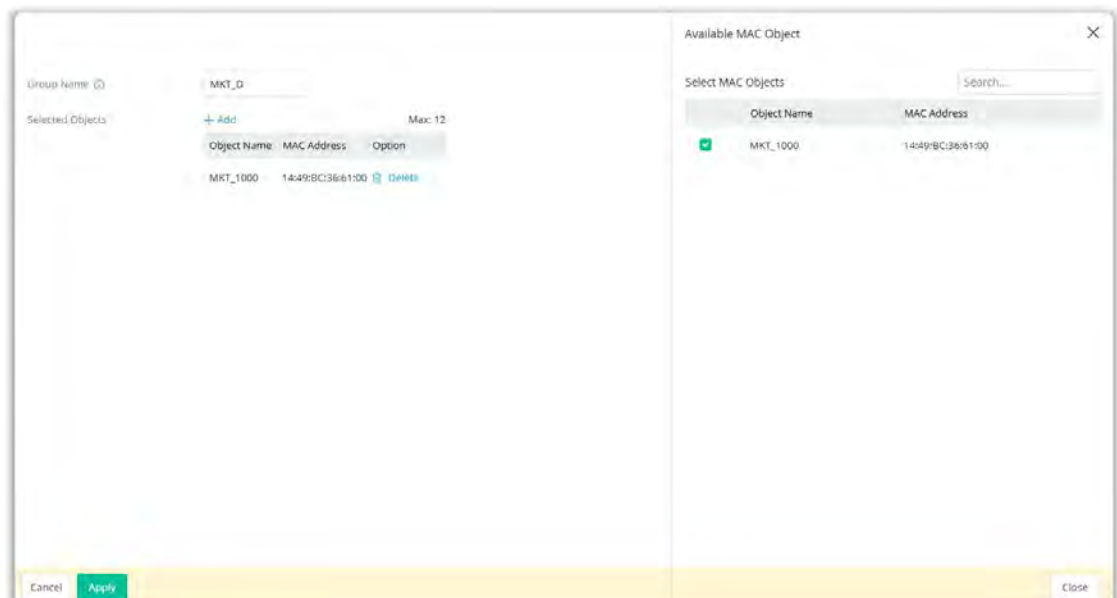 Available MAC Object
Group Name
MKT_D
Select MAC Objects
Search...
Selected Objects
+ Add
Max: 12
Object Name MAC Address Option
MKT_1000 14:49:BC:36:61:00 Delete
Object Name MAC Address
MKT_1000 14:49:BC:36:61:00
Cancel
Apply
Close